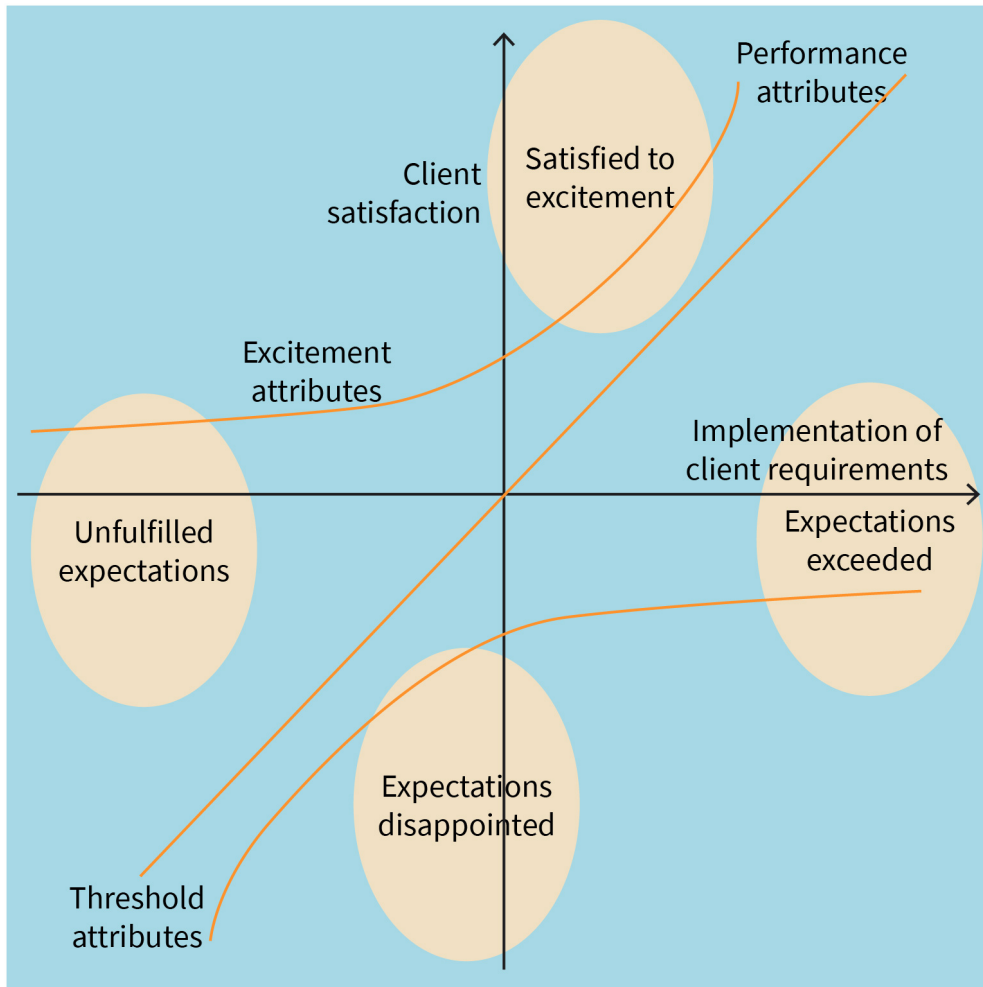 Performance
attributes
Satisfied to
excitement
Client
satisfaction
Excitement
attributes
Implementation of
client requirements
Unfulfilled
expectations
Expectations
exceeded
Expectations
disappointed
Threshold
attributes